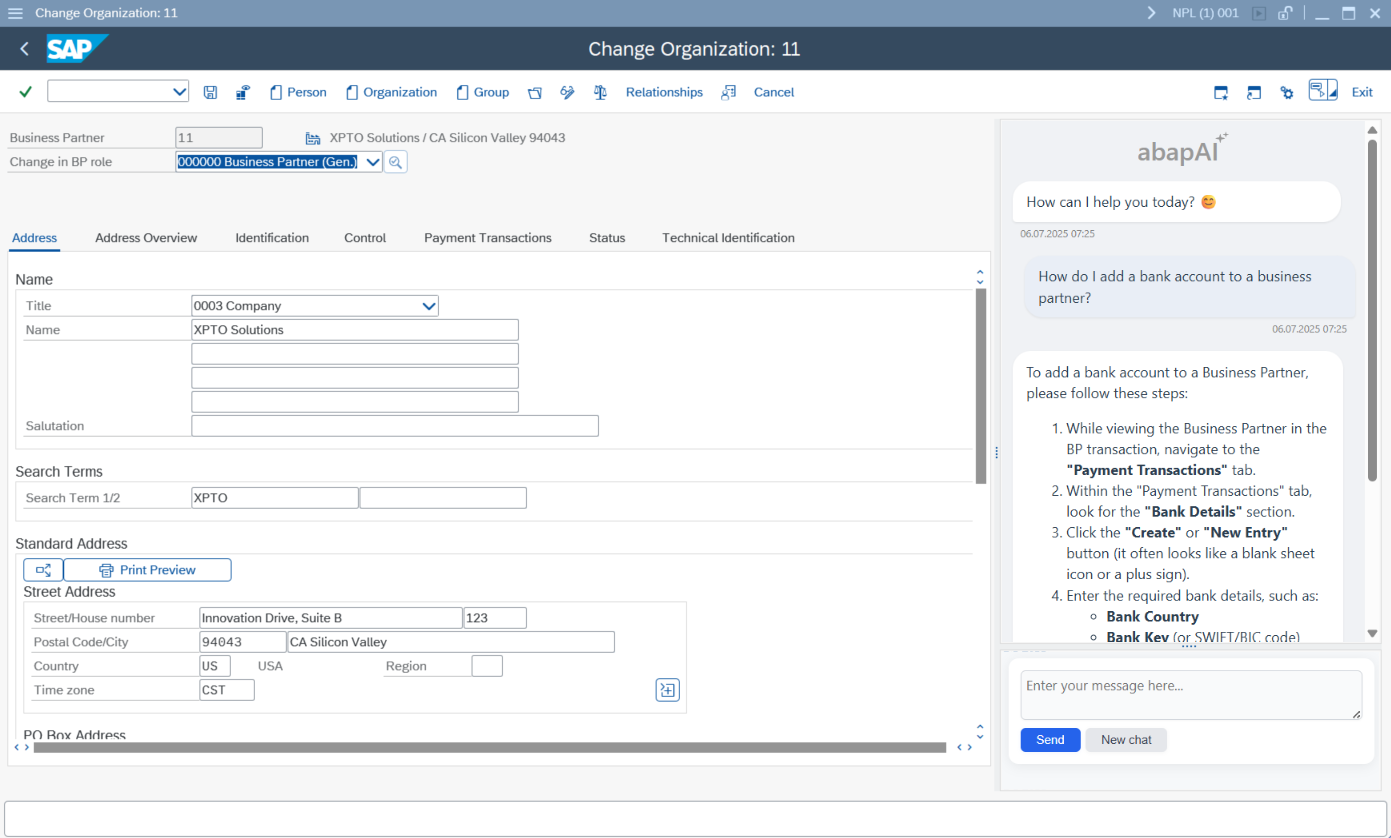 Change Organization: 11
NPL (1) 001
SAP
Change Organization: 11
Person
Organization
Group
Relationships
Cancel
Exit
Business Partner
11
XPTO Solutions / CA Silicon Valley 94043
Change in BP role
000000 Business Partner (Gen.)
Address
Address Overview
Identification
Control
Payment Transactions
Status
Technical Identification
Name
Title
0003 Company
Name
XPTO Solutions
Salutation
Search Terms
Search Term 1/2
XPTO
Standard Address
Print Preview
Street Address
Street/House number
Innovation Drive, Suite B
123
Postal Code/City
94043
CA Silicon Valley
Country
US
USA
Region
Time zone
CST
PO Box Address
abapAI
How can I help you today? 😊
06.07.2025 07:25
How do I add a bank account to a business
partner?
06.07.2025 07:25
To add a bank account to a Business Partner,
please follow these steps:
1. While viewing the Business Partner in the
BP transaction, navigate to the
"Payment Transactions" tab.
2. Within the "Payment Transactions" tab,
look for the "Bank Details" section.
3. Click the "Create" or "New Entry"
button (it often looks like a blank sheet
icon or a plus sign).
4. Enter the required bank details, such as:
Bank Country
Bank Key (or SWIFT/BIC code)
Enter your message here...
Send
New chat